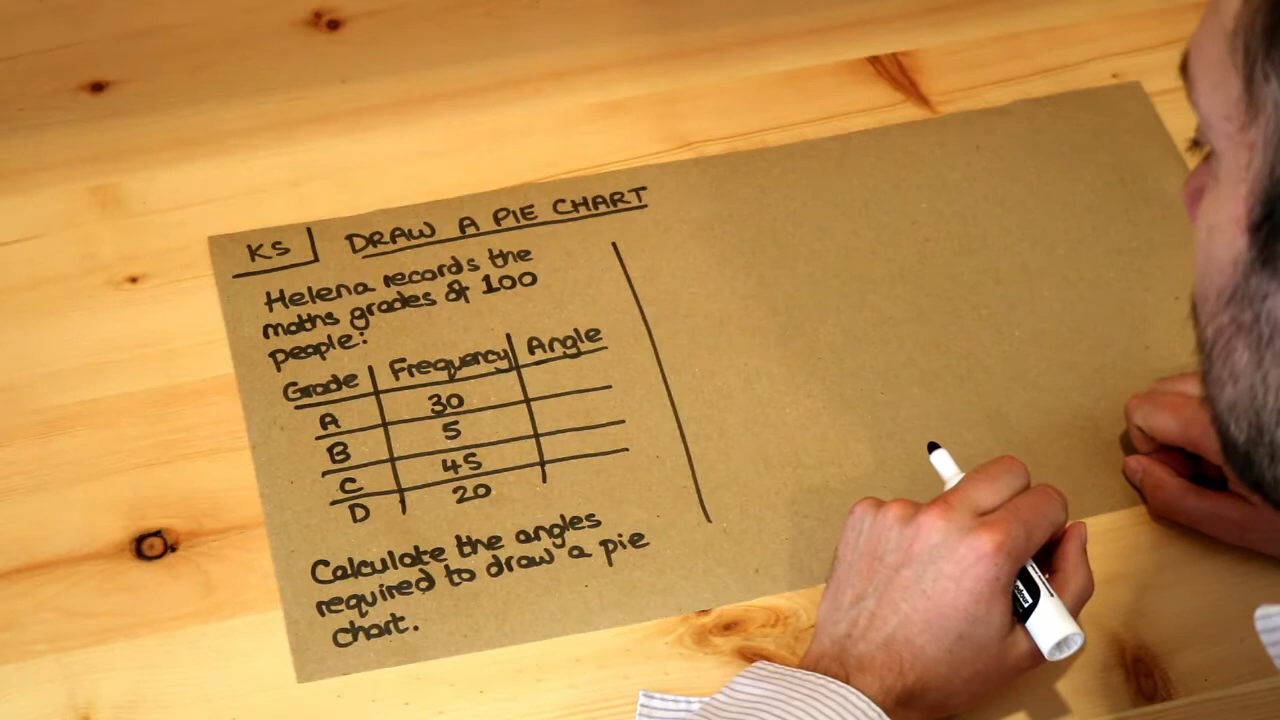 KS
DRAW A PIE CHART
Helena records the
maths grades of 100
people:
Grade Frequency Angle
A 30
B 5
C 45
D 20
Calculate the angles
required to draw a pie
chart.